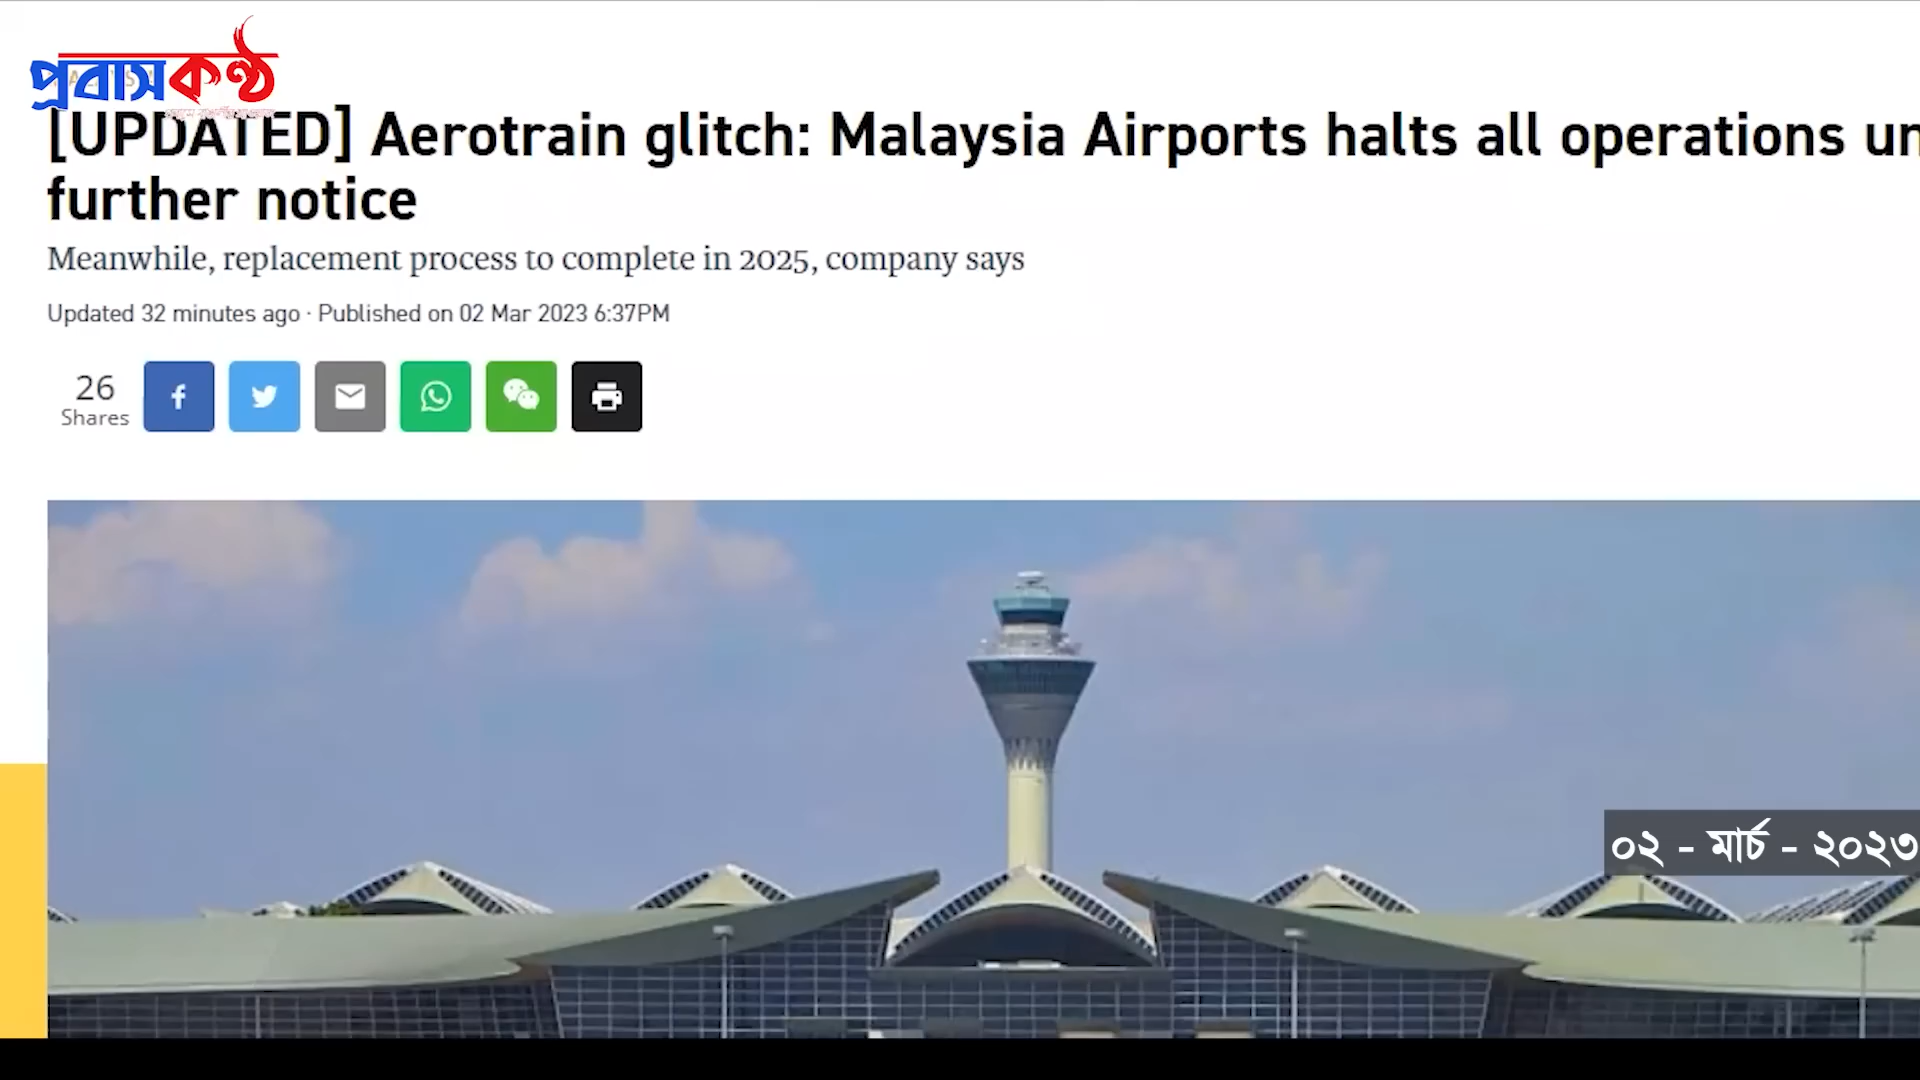 প্রবাসকণ্ঠ
[UPDATED] Aerotrain glitch: Malaysia Airports halts all operations un
further notice
Meanwhile, replacement process to complete in 2025, company says
Updated 32 minutes ago · Published on 02 Mar 2023 6:37PM
26
Shares
০২ - মার্চ - ২০২৩